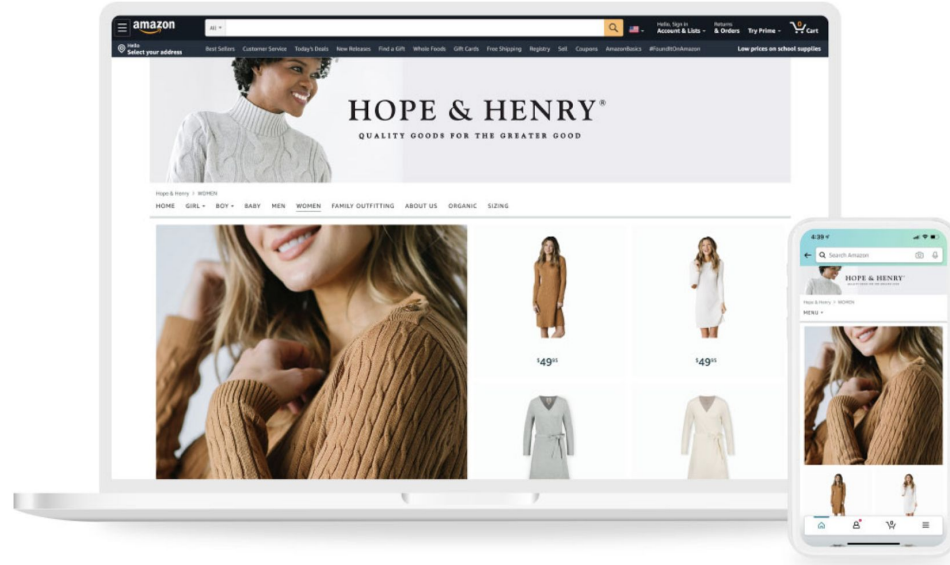 amazon
All
Hello, Sign in
Account & Lists
Returns
& Orders
Try Prime
0
Cart
Hello
Select your address
Best Sellers Customer Service Today's Deals New Releases Find a Gift Whole Foods Gift Cards Free Shipping Registry Sell Coupons AmazonBasics #FoundItOnAmazon
Low prices on school supplies
HOPE & HENRY®
QUALITY GOODS FOR THE GREATER GOOD
Hope & Henry > WOMEN
HOME GIRL BOY BABY MEN WOMEN FAMILY OUTFITTING ABOUT US ORGANIC SIZING
$4995
$4995
4:39
Search Amazon
HOPE & HENRY
Hope & Henry > WOMEN
MENU